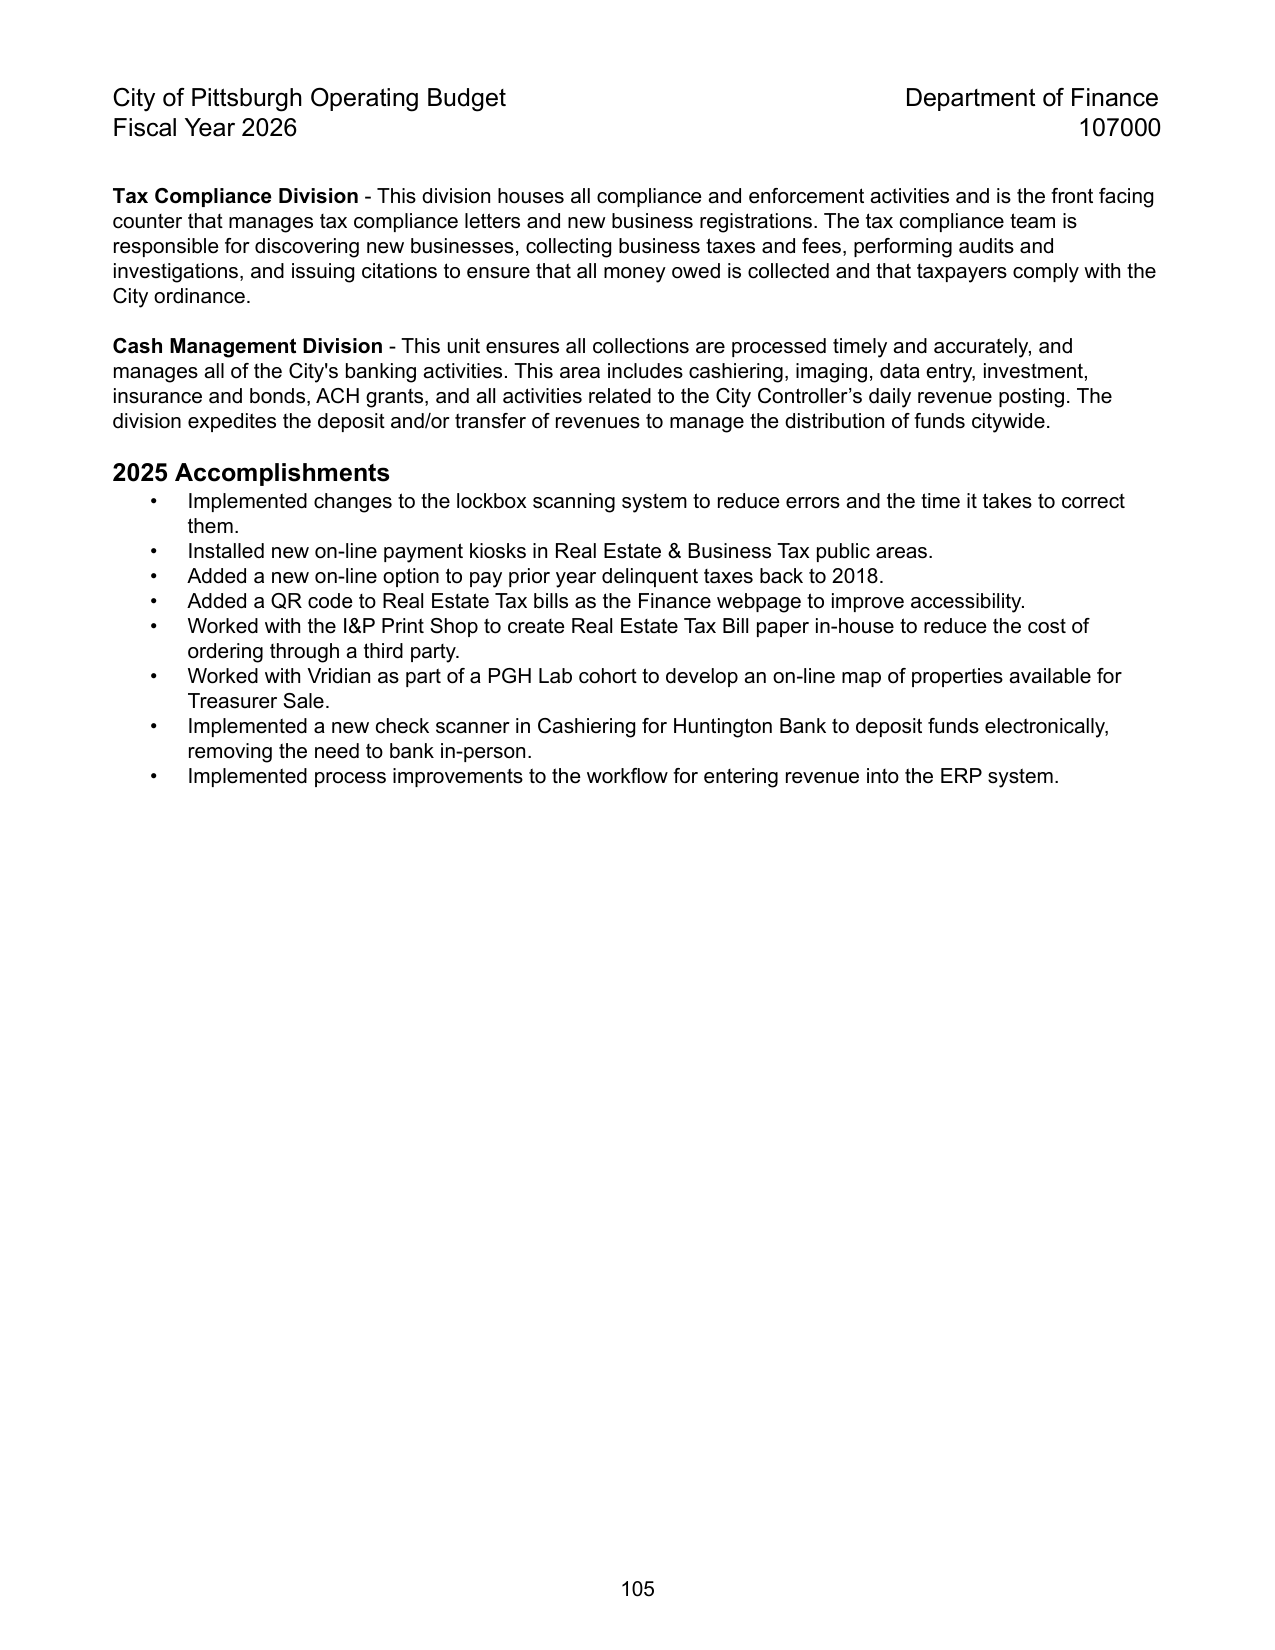 City of Pittsburgh Operating Budget
Fiscal Year 2026
Department of Finance
107000
Tax Compliance Division - This division houses all compliance and enforcement activities and is the front facing
counter that manages tax compliance letters and new business registrations. The tax compliance team is
responsible for discovering new businesses, collecting business taxes and fees, performing audits and
investigations, and issuing citations to ensure that all money owed is collected and that taxpayers comply with the
City ordinance.
Cash Management Division - This unit ensures all collections are processed timely and accurately, and
manages all of the City's banking activities. This area includes cashiering, imaging, data entry, investment,
insurance and bonds, ACH grants, and all activities related to the City Controller’s daily revenue posting. The
division expedites the deposit and/or transfer of revenues to manage the distribution of funds citywide.
2025 Accomplishments
• Implemented changes to the lockbox scanning system to reduce errors and the time it takes to correct
them.
• Installed new on-line payment kiosks in Real Estate & Business Tax public areas.
• Added a new on-line option to pay prior year delinquent taxes back to 2018.
• Added a QR code to Real Estate Tax bills as the Finance webpage to improve accessibility.
• Worked with the I&P Print Shop to create Real Estate Tax Bill paper in-house to reduce the cost of
ordering through a third party.
• Worked with Vridian as part of a PGH Lab cohort to develop an on-line map of properties available for
Treasurer Sale.
• Implemented a new check scanner in Cashiering for Huntington Bank to deposit funds electronically,
removing the need to bank in-person.
• Implemented process improvements to the workflow for entering revenue into the ERP system.
105